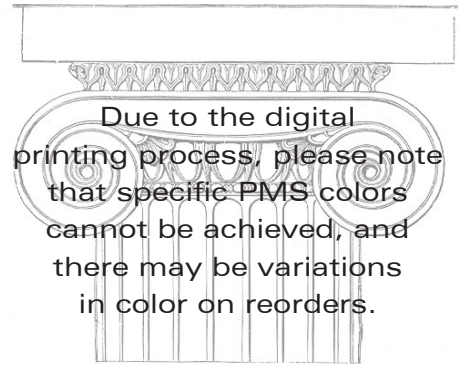 Due to the digital
printing process, please note
that specific PMS colors
cannot be achieved, and
there may be variations
in color on reorders.